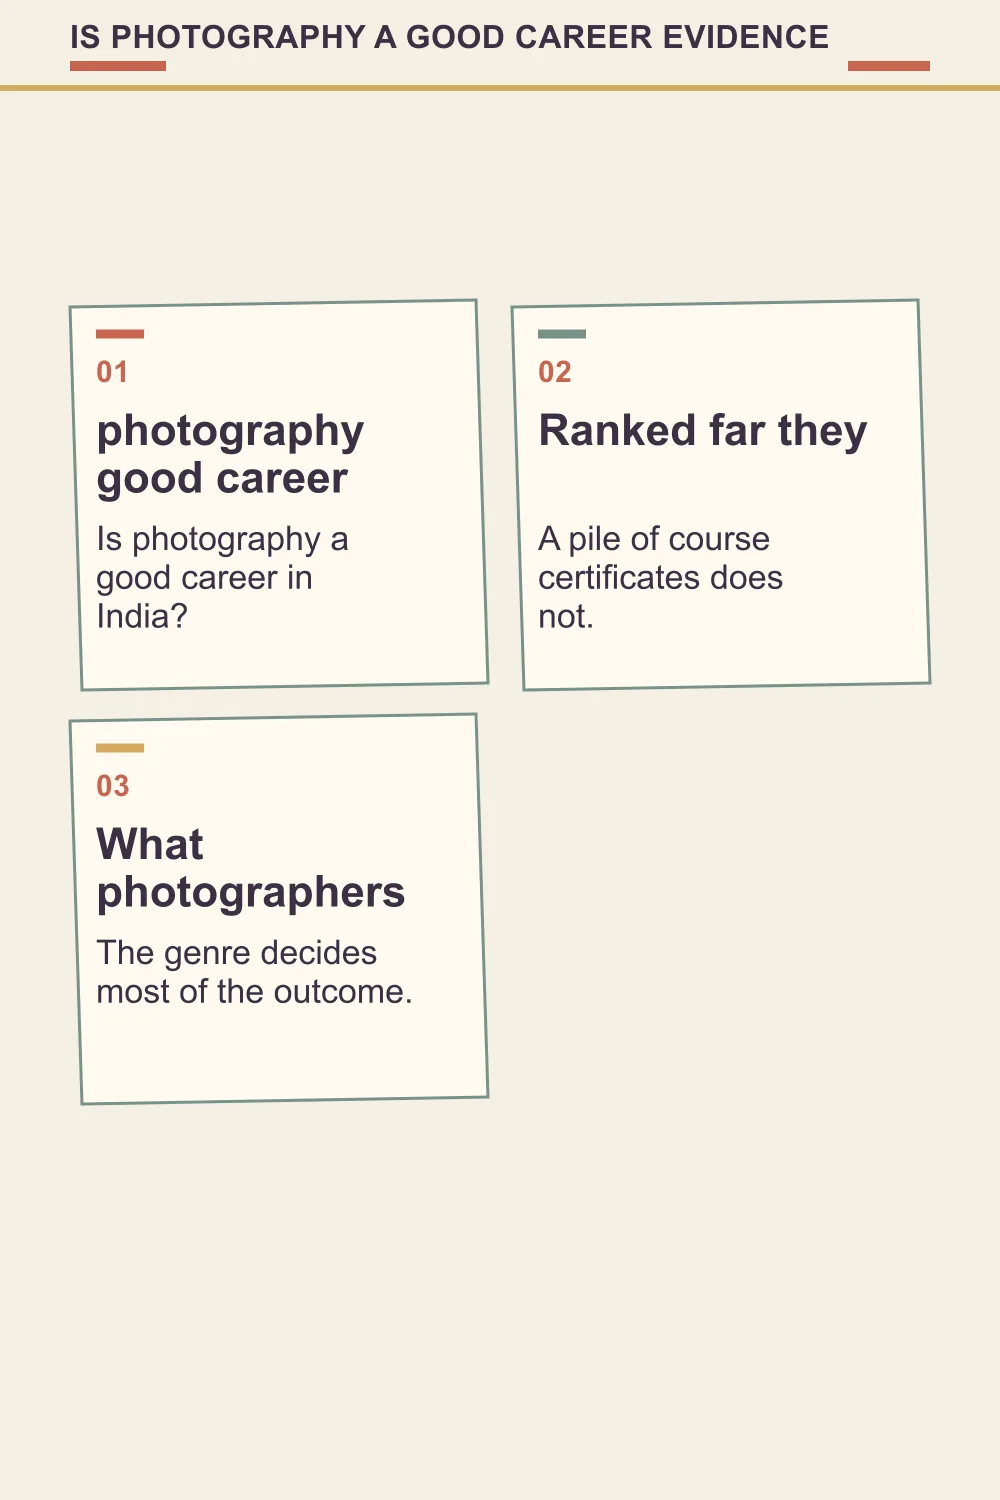 IS PHOTOGRAPHY A GOOD CAREER EVIDENCE
01
photography
good career
Is photography a
good career in
India?
02
Ranked far they
A pile of course
certificates does
not.
03
What
photographers
The genre decides
most of the outcome.